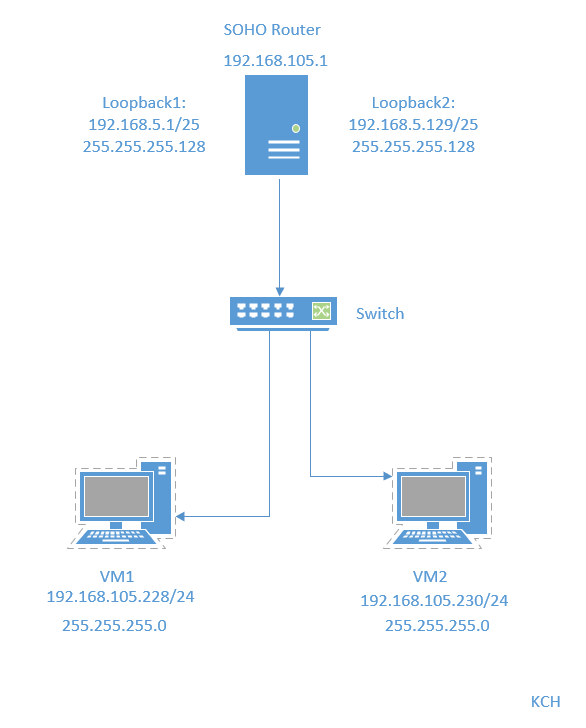 SOHO Router
192.168.105.1
Loopback1:
192.168.5.1/25
255.255.255.128
Loopback2:
192.168.5.129/25
255.255.255.128
Switch
VM1
192.168.105.228/24
255.255.255.0
VM2
192.168.105.230/24
255.255.255.0
KCH